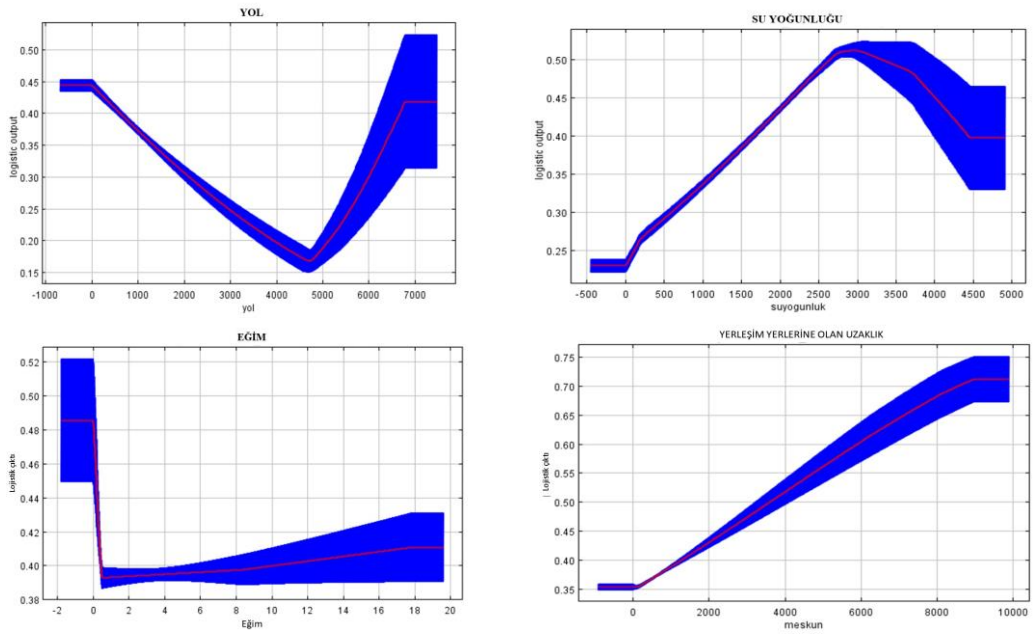 YOL
0.50
0.45
0.40
0.35
0.30
0.25
0.20
0.15
logistic output
-1000 0 1000 2000 3000 4000 5000 6000 7000
yol
SU YOĞUNLUĞU
0.50
0.45
0.40
0.35
0.30
0.25
logistic output
-500 0 500 1000 1500 2000 2500 3000 3500 4000 4500 5000
suyogunluk
EĞİM
0.52
0.50
0.48
0.46
0.44
0.42
0.40
0.38
Lojistik çıktı
-2 0 2 4 6 8 10 12 14 16 18 20
Eğim
YERLEŞİM YERLERİNE OLAN UZAKLIK
0.75
0.70
0.65
0.60
0.55
0.50
0.45
0.40
0.35
Lojistik çıktı
0 2000 4000 6000 8000 10000
meskun